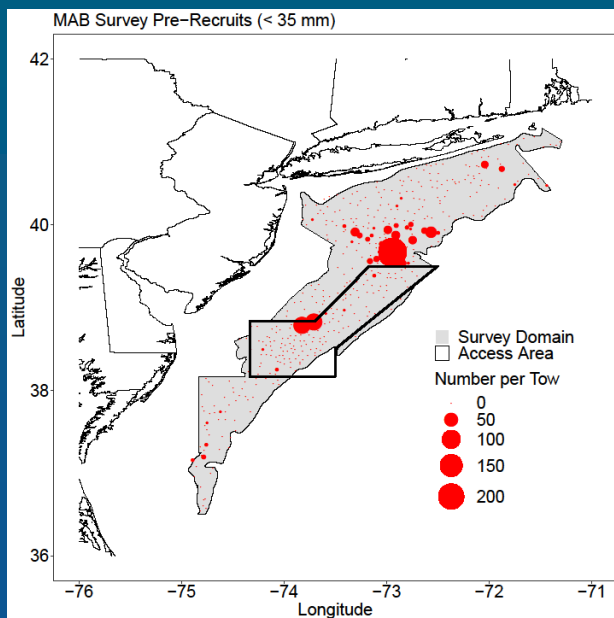 MAB Survey Pre−Recruits (< 35 mm)
42
40
38
36
Latitude
Survey Domain
Access Area
Number per Tow
0
50
100
150
200
−76 −75 −74 −73 −72 −71
Longitude